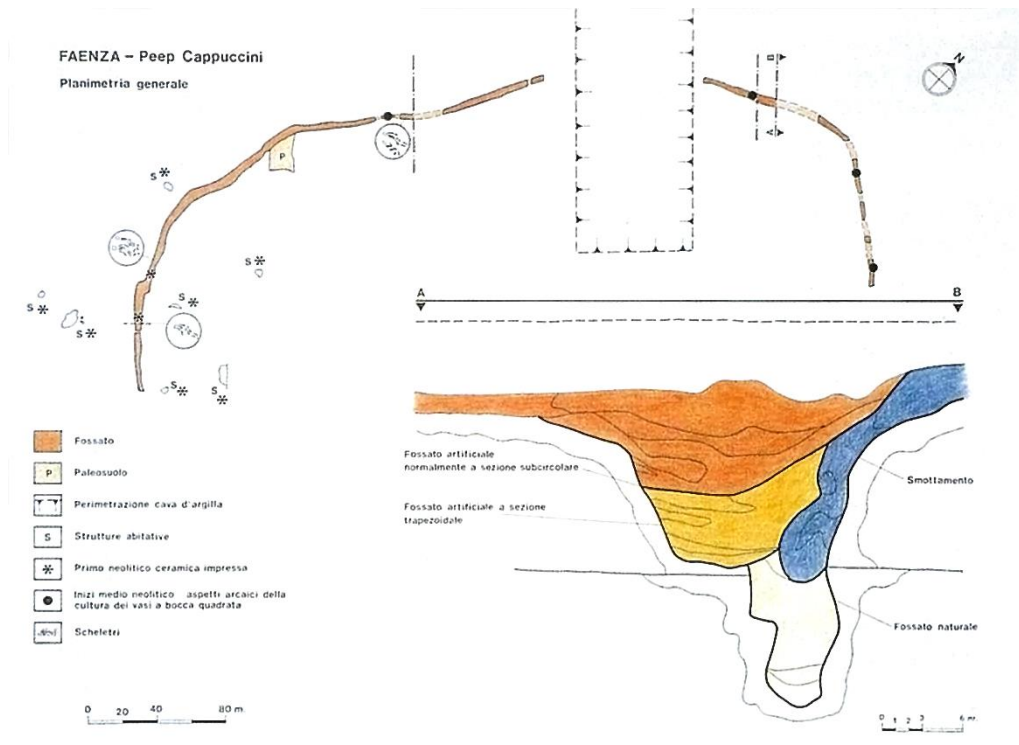 FAENZA – Peep Cappuccini
Planimetria generale
N
B
A
P
S *
S *
S *
S *
S *
S *
S *
A
B
Fossato
P Paleosuolo
Perimetrazione cava d'argilla
S Strutture abitative
* Primo neolitico ceramica impressa
Inizi medio neolitico aspetti arcaici della
cultura dei vasi a bocca quadrata
Scheletri
0 20 40 80 m.
Fossato artificiale
normalmente a sezione subcircolare
Fossato artificiale a sezione
trapezoidale
Smottamento
Fossato naturale
0 1 2 3 6 m.